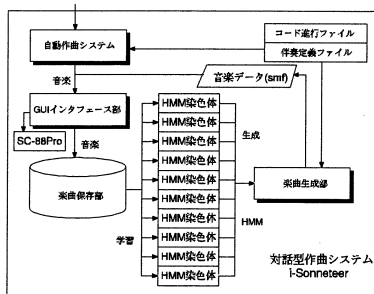 コード進行ファイル
伴奏定義ファイル
自動作曲システム
音楽
音楽データ(smf)
GUIインタフェース部
SC-88Pro
音楽
楽曲保存部
学習
HMM染色体
HMM染色体
HMM染色体
HMM染色体
HMM染色体
HMM染色体
HMM染色体
HMM染色体
HMM染色体
HMM染色体
生成
HMM
楽曲生成部
対話型作曲システム
i-Sonneteer